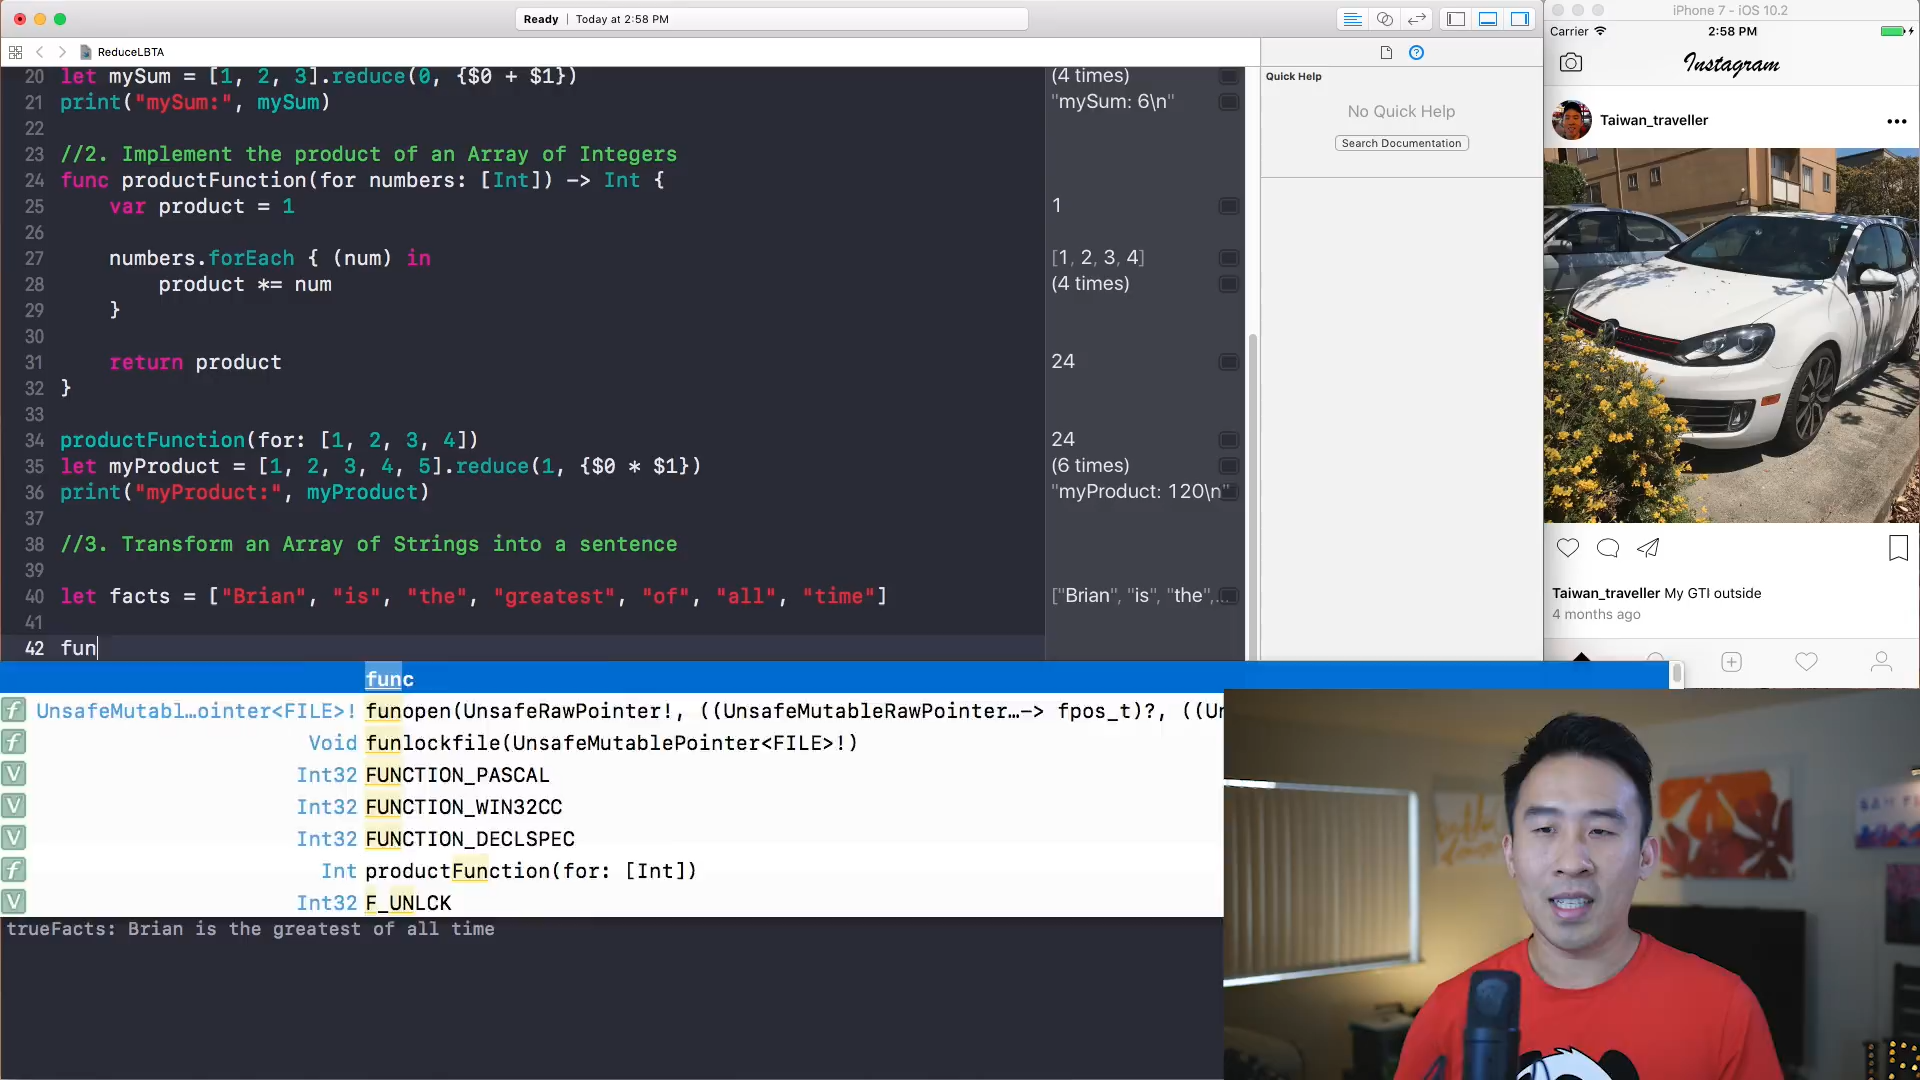 Ready | Today at 2:58 PM
ReduceLBTA
20 let mySum = [1, 2, 3].reduce(0, {$0 + $1})
21 print("mySum:", mySum)
22
23 //2. Implement the product of an Array of Integers
24 func productFunction(for numbers: [Int]) -> Int {
25 var product = 1
26
27 numbers.forEach { (num) in
28 product *= num
29 }
30
31 return product
32 }
33
34 productFunction(for: [1, 2, 3, 4])
35 let myProduct = [1, 2, 3, 4, 5].reduce(1, {$0 * $1})
36 print("myProduct:", myProduct)
37
38 //3. Transform an Array of Strings into a sentence
39
40 let facts = ["Brian", "is", "the", "greatest", "of", "all", "time"]
41
42 fun
(4 times)
"mySum: 6\n"
1
[1, 2, 3, 4]
(4 times)
24
24
(6 times)
"myProduct: 120\n"
["Brian", "is", "the",...
func
UnsafeMutabl…ointer<FILE>! funopen(UnsafeRawPointer!, ((UnsafeMutableRawPointer…-> fpos_t)?, ((Un
Void funlockfile(UnsafeMutablePointer<FILE>!)
Int32 FUNCTION_PASCAL
Int32 FUNCTION_WIN32CC
Int32 FUNCTION_DECLSPEC
Int productFunction(for: [Int])
Int32 F_UNLCK
trueFacts: Brian is the greatest of all time
Quick Help
No Quick Help
Search Documentation
iPhone 7 - iOS 10.2
Carrier 2:58 PM
Instagram
Taiwan_traveller
Taiwan_traveller My GTI outside
4 months ago